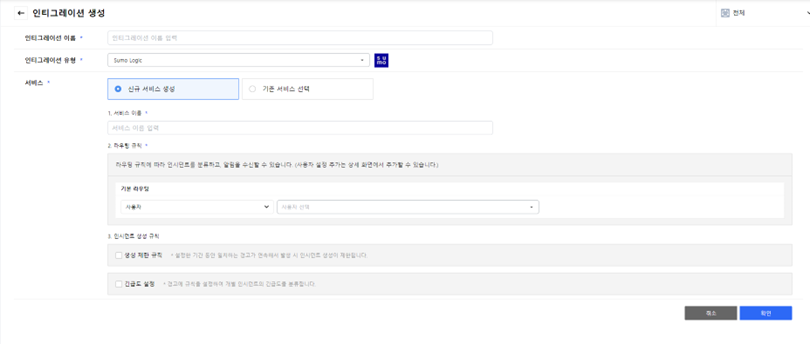 ← 인티그레이션 생성
전체
인티그레이션 이름 *
인티그레이션 이름 입력
인티그레이션 유형 *
Sumo Logic
su
mo
서비스 *
신규 서비스 생성
기존 서비스 선택
1. 서비스 이름 *
서비스 이름 입력
2. 라우팅 규칙 *
라우팅 규칙에 따라 인시던트를 분류하고, 알림을 수신할 수 있습니다. (사용자 설정 추가는 상세 화면에서 추가할 수 있습니다.)
기본 라우팅
사용자
사용자 선택
3. 인시던트 생성 규칙
생성 제한 규칙
* 설정된 기간 동안 일치하는 경고가 연속해서 발생 시 인시던트 생성이 제한됩니다.
긴급도 설정
* 경고에 규칙을 설정하여 개별 인시던트의 긴급도를 분류합니다.
취소
확인